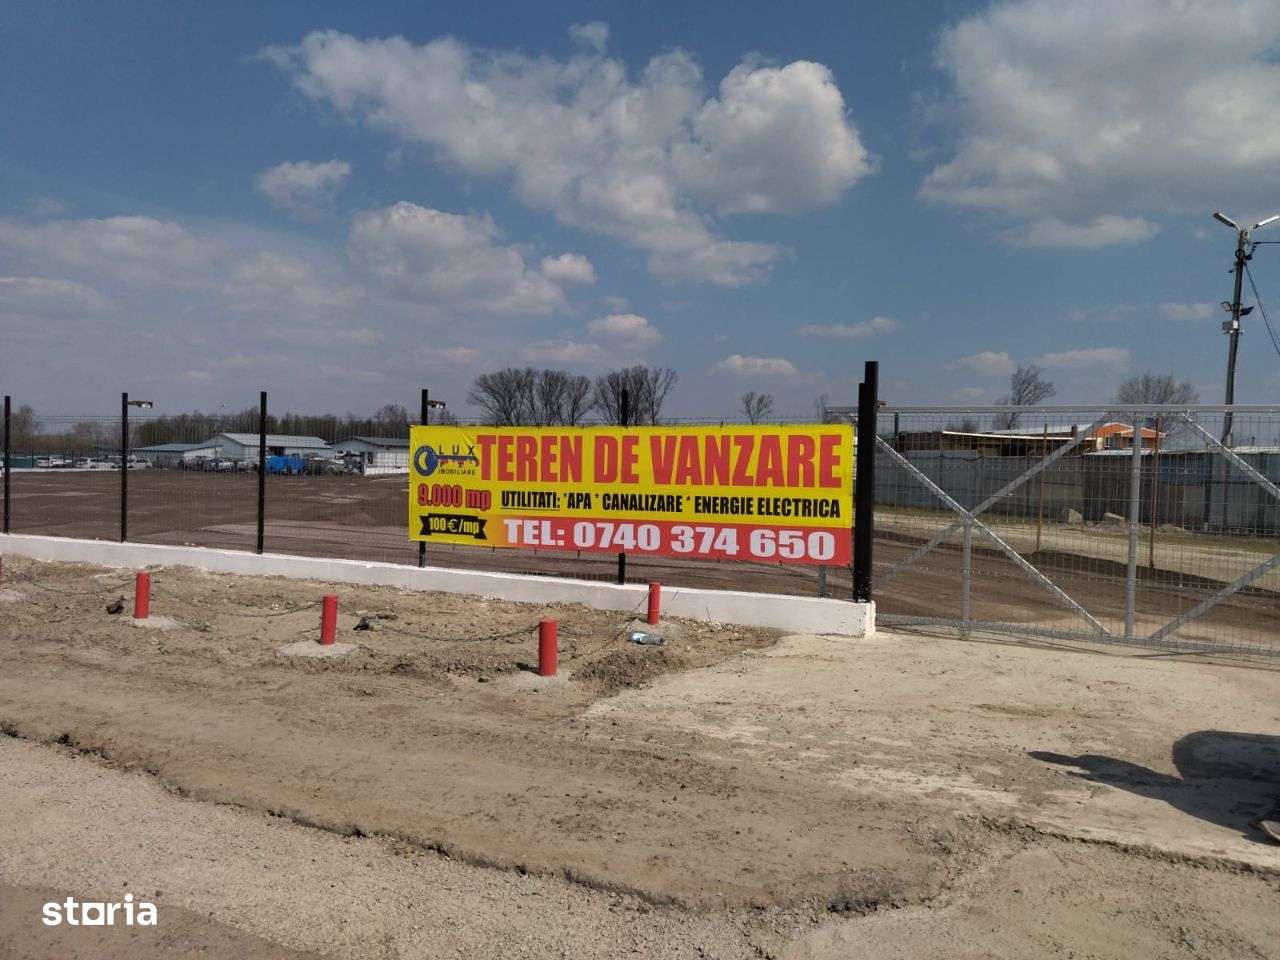 LUX
IMOBILIARE
TEREN DE VANZARE
9.000 mp
UTILITATI: *APA * CANALIZARE * ENERGIE ELECTRICA
100€/mp
TEL: 0740 374 650
storia